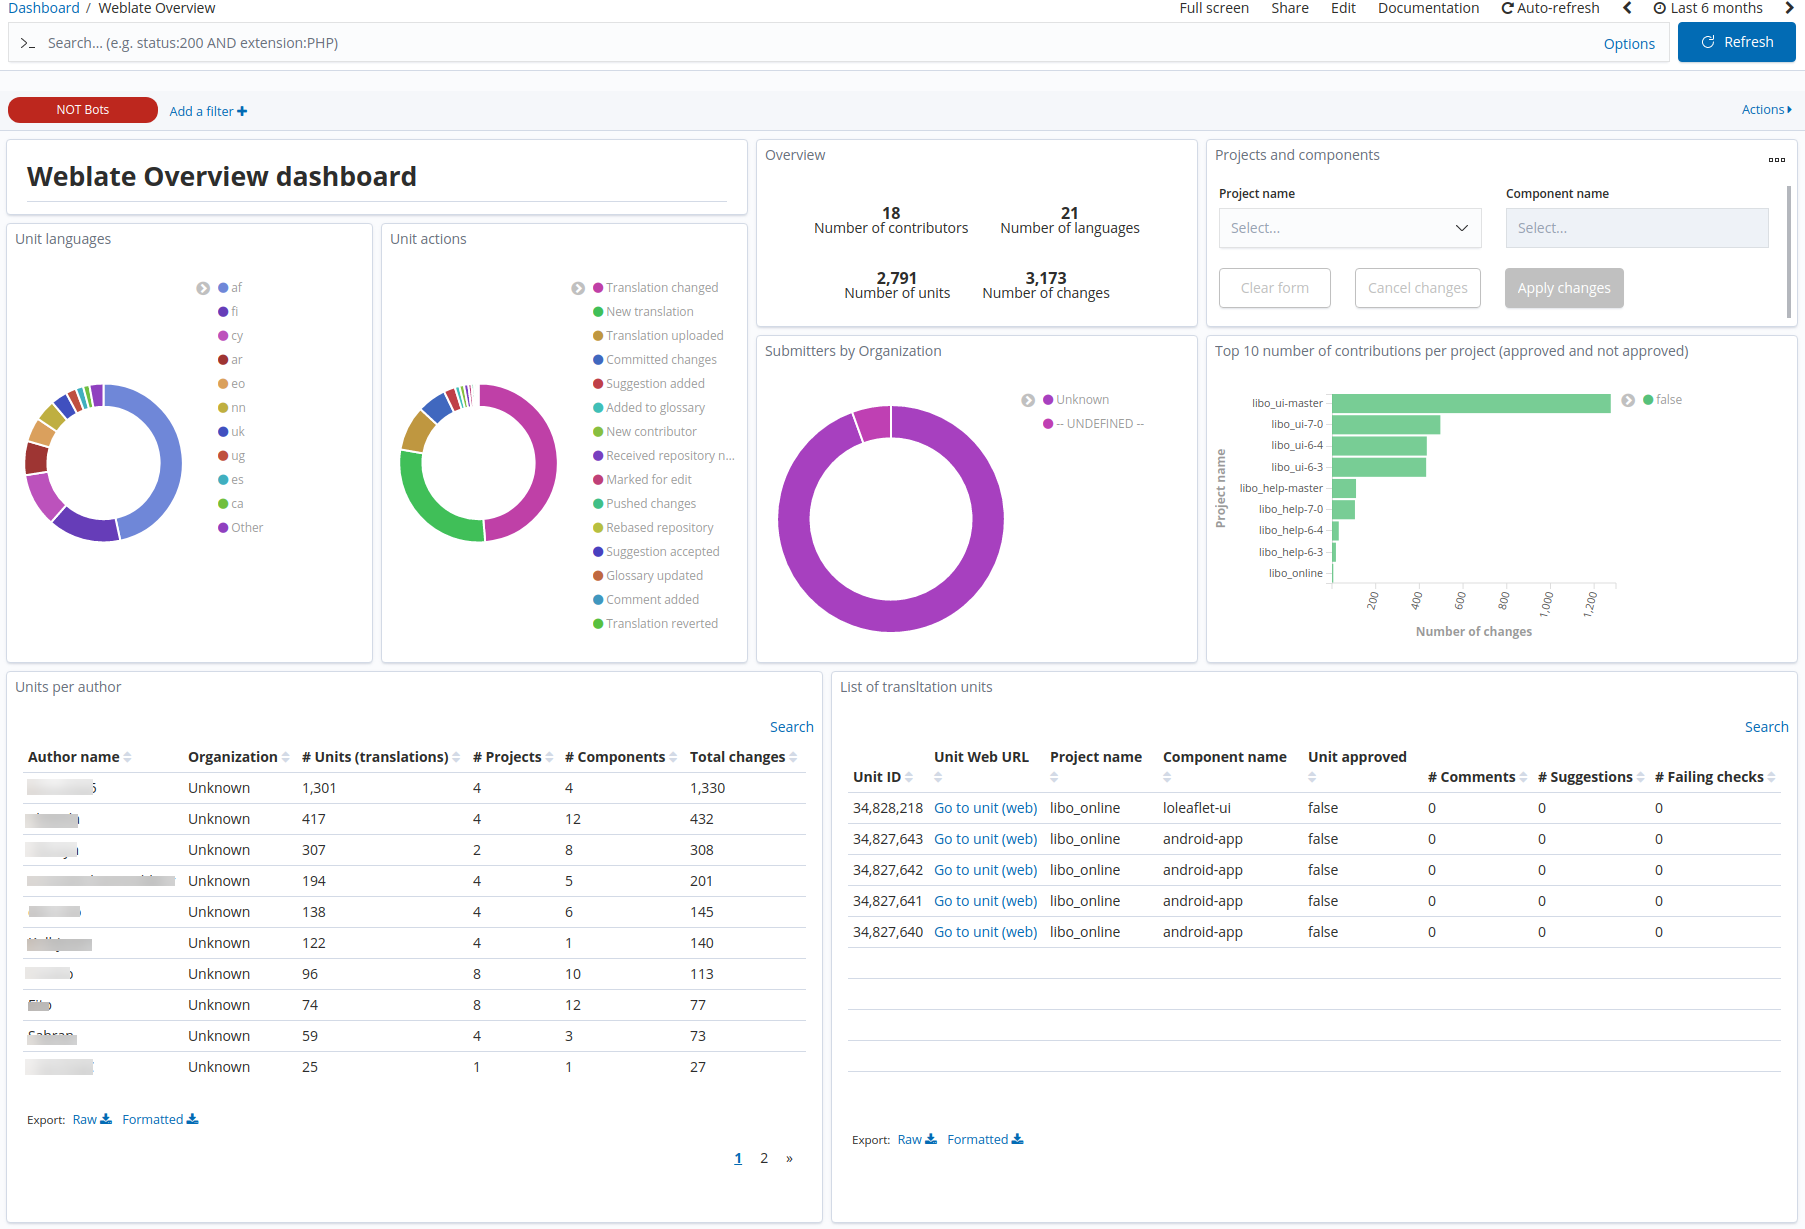 Dashboard / Weblate Overview
Full screen Share Edit Documentation Auto-refresh Last 6 months
>_ Search... (e.g. status:200 AND extension:PHP) Options Refresh
NOT Bots Add a filter Actions
Weblate Overview dashboard
Overview
18 21
Number of contributors Number of languages
2,791 3,173
Number of units Number of changes
Projects and components
Project name Component name
Select... Select...
Clear form Cancel changes Apply changes
Unit languages
af
fi
cy
ar
eo
nn
uk
ug
es
ca
Other
Unit actions
Translation changed
New translation
Translation uploaded
Committed changes
Suggestion added
Added to glossary
New contributor
Received repository n...
Marked for edit
Pushed changes
Rebased repository
Suggestion accepted
Glossary updated
Comment added
Translation reverted
Submitters by Organization
Unknown
-- UNDEFINED --
Top 10 number of contributions per project (approved and not approved)
false
Project name
libo_ui-master
libo_ui-7-0
libo_ui-6-4
libo_ui-6-3
libo_help-master
libo_help-7-0
libo_help-6-4
libo_help-6-3
libo_online
200 400 600 800 1,000 1,200
Number of changes
Units per author
Search
Author name Organization # Units (translations) # Projects # Components Total changes
Unknown 1,301 4 4 1,330
Unknown 417 4 12 432
Unknown 307 2 8 308
Unknown 194 4 5 201
Unknown 138 4 6 145
Unknown 122 4 1 140
Unknown 96 8 10 113
Unknown 74 8 12 77
Unknown 59 4 3 73
Unknown 25 1 1 27
Export: Raw Formatted
1 2 »
List of transltation units
Search
Unit ID Unit Web URL Project name Component name Unit approved # Comments # Suggestions # Failing checks
34,828,218 Go to unit (web) libo_online loleaflet-ui false 0 0 0
34,827,643 Go to unit (web) libo_online android-app false 0 0 0
34,827,642 Go to unit (web) libo_online android-app false 0 0 0
34,827,641 Go to unit (web) libo_online android-app false 0 0 0
34,827,640 Go to unit (web) libo_online android-app false 0 0 0
Export: Raw Formatted